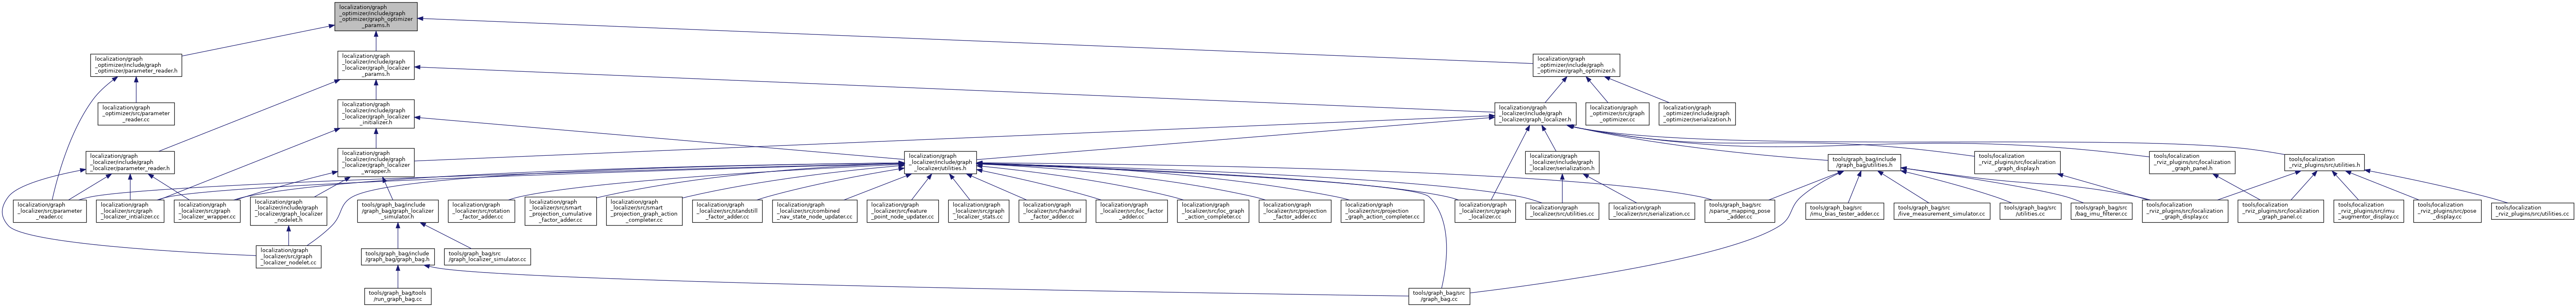 localization/graph
_optimizer/include/graph
_optimizer/graph_optimizer
_params.h
localization/graph
_optimizer/include/graph
_optimizer/parameter_reader.h
localization/graph
_localizer/include/graph
_localizer/graph_localizer
_params.h
localization/graph
_optimizer/include/graph
_optimizer/graph_optimizer.h
localization/graph
_optimizer/src/parameter
_reader.cc
localization/graph
_localizer/include/graph
_localizer/graph_localizer
_initializer.h
localization/graph
_localizer/include/graph
_localizer/graph_localizer.h
localization/graph
_optimizer/src/graph
_optimizer.cc
localization/graph
_optimizer/include/graph
_optimizer/serialization.h
localization/graph
_localizer/include/graph
_localizer/parameter_reader.h
localization/graph
_localizer/include/graph
_localizer/graph_localizer
_wrapper.h
localization/graph
_localizer/include/graph
_localizer/utilities.h
localization/graph
_localizer/include/graph
_localizer/serialization.h
tools/graph_bag/include
/graph_bag/utilities.h
tools/localization
_rviz_plugins/src/localization
_graph_display.h
tools/localization
_rviz_plugins/src/localization
_graph_panel.h
tools/localization
_rviz_plugins/src/utilities.h
localization/graph
_localizer/src/parameter
_reader.cc
localization/graph
_localizer/src/graph
_localizer_intializer.cc
localization/graph
_localizer/src/graph
_localizer_wrapper.cc
localization/graph
_localizer/include/graph
_localizer/graph_localizer
_nodelet.h
tools/graph_bag/include
/graph_bag/graph_localizer
_simulator.h
localization/graph
_localizer/src/rotation
_factor_adder.cc
localization/graph
_localizer/src/smart
_projection_cumulative
_factor_adder.cc
localization/graph
_localizer/src/smart
_projection_graph_action
_completer.cc
localization/graph
_localizer/src/standstill
_factor_adder.cc
localization/graph
_localizer/src/combined
_nav_state_node_updater.cc
localization/graph
_localizer/src/feature
_point_node_updater.cc
localization/graph
_localizer/src/graph
_localizer_stats.cc
localization/graph
_localizer/src/handrail
_factor_adder.cc
localization/graph
_localizer/src/loc_factor
_adder.cc
localization/graph
_localizer/src/loc_graph
_action_completer.cc
localization/graph
_localizer/src/projection
_factor_adder.cc
localization/graph
_localizer/src/projection
_graph_action_completer.cc
localization/graph
_localizer/src/graph
_localizer.cc
localization/graph
_localizer/src/utilities.cc
localization/graph
_localizer/src/serialization.cc
tools/graph_bag/src
/sparse_mapping_pose
_adder.cc
tools/graph_bag/src
/imu_bias_tester_adder.cc
tools/graph_bag/src
/live_measurement_simulator.cc
tools/graph_bag/src
/utilities.cc
tools/graph_bag/src
/bag_imu_filterer.cc
tools/localization
_rviz_plugins/src/localization
_graph_display.cc
tools/localization
_rviz_plugins/src/localization
_graph_panel.cc
tools/localization
_rviz_plugins/src/imu
_augmentor_display.cc
tools/localization
_rviz_plugins/src/pose
_display.cc
tools/localization
_rviz_plugins/src/utilities.cc
localization/graph
_localizer/src/graph
_localizer_nodelet.cc
tools/graph_bag/include
/graph_bag/graph_bag.h
tools/graph_bag/src
/graph_localizer_simulator.cc
tools/graph_bag/tools
/run_graph_bag.cc
tools/graph_bag/src
/graph_bag.cc